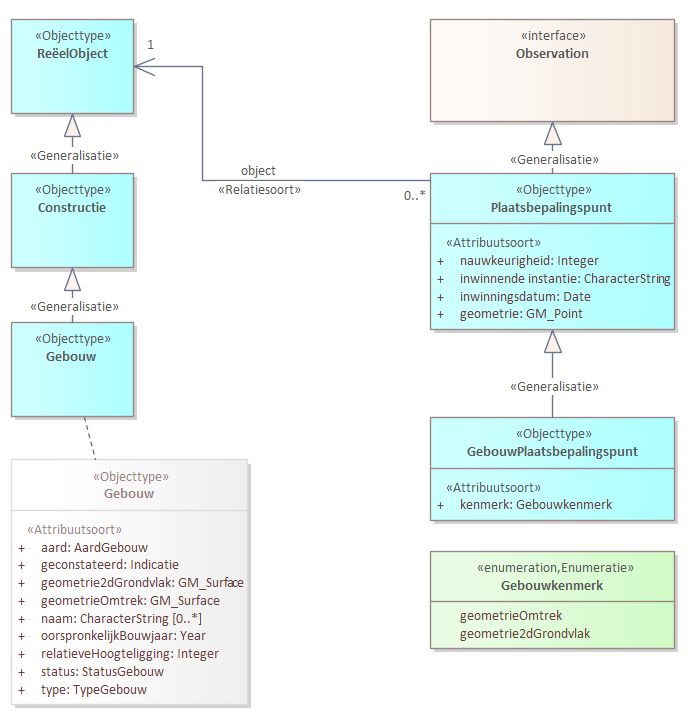 «Objecttype»
ReëelObject
1
«Generalisatie»
«Objecttype»
Constructie
«Generalisatie»
«Objecttype»
Gebouw
«Objecttype»
Gebouw
«Attribuutsoort»
+ aard: AardGebouw
+ geconstateerd: Indicatie
+ geometrie2dGrondvlak: GM_Surface
+ geometrieOmtrek: GM_Surface
+ naam: CharacterString [0..*]
+ oorspronkelijkBouwjaar: Year
+ relatieveHoogteligging: Integer
+ status: StatusGebouw
+ type: TypeGebouw
object
«Relatiesoort»
0..*
«interface»
Observation
«Generalisatie»
«Objecttype»
Plaatsbepalingspunt
«Attribuutsoort»
+ nauwkeurigheid: Integer
+ inwinnende instantie: CharacterString
+ inwinningsdatum: Date
+ geometrie: GM_Point
«Generalisatie»
«Objecttype»
GebouwPlaatsbepalingspunt
«Attribuutsoort»
+ kenmerk: Gebouwkenmerk
«enumeration,Enumeratie»
Gebouwkenmerk
geometrieOmtrek
geometrie2dGrondvlak